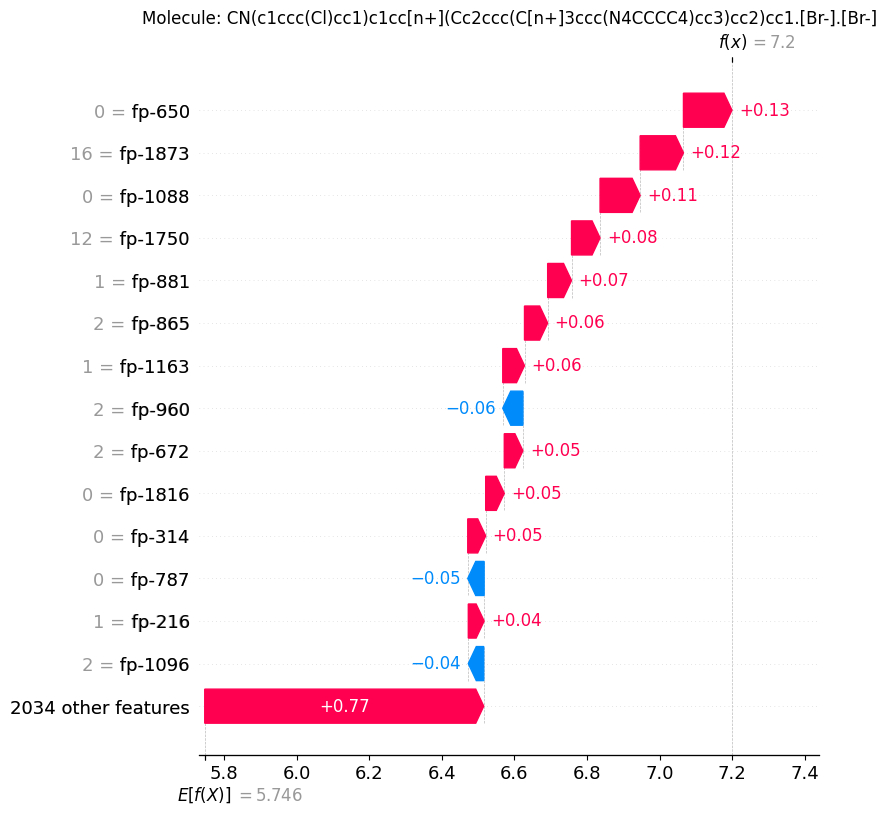 Molecule: CN(c1ccc(Cl)cc1)c1cc[n+](Cc2ccc(C[n+]3ccc(N4CCCC4)cc3)cc2)cc1.[Br-].[Br-]
f(x) = 7.2
0 = fp-650 +0.13
16 = fp-1873 +0.12
0 = fp-1088 +0.11
12 = fp-1750 +0.08
1 = fp-881 +0.07
2 = fp-865 +0.06
1 = fp-1163 +0.06
2 = fp-960 −0.06
2 = fp-672 +0.05
0 = fp-1816 +0.05
0 = fp-314 +0.05
0 = fp-787 −0.05
1 = fp-216 +0.04
2 = fp-1096 −0.04
2034 other features +0.77
5.8 6.0 6.2 6.4 6.6 6.8 7.0 7.2 7.4
E[f(X)] = 5.746